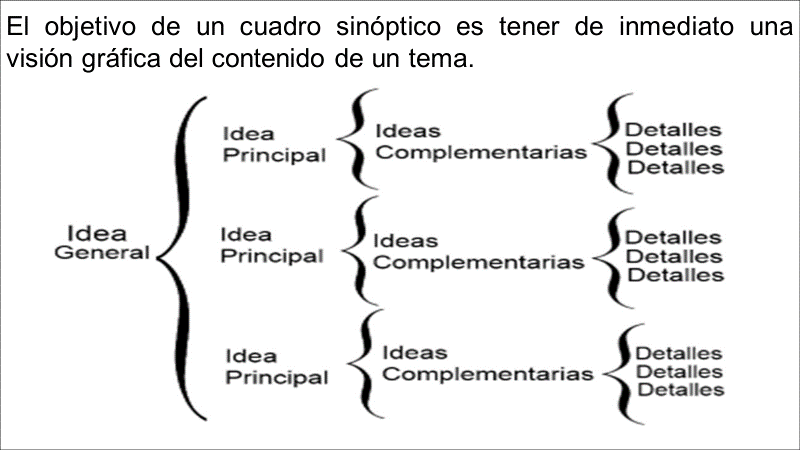 El objetivo de un cuadro sinóptico es tener de inmediato una
visión gráfica del contenido de un tema.
Idea
General
Idea
Principal
Ideas
Complementarias
Detalles
Detalles
Detalles
Idea
Principal
Ideas
Complementarias
Detalles
Detalles
Detalles
Idea
Principal
Ideas
Complementarias
Detalles
Detalles
Detalles